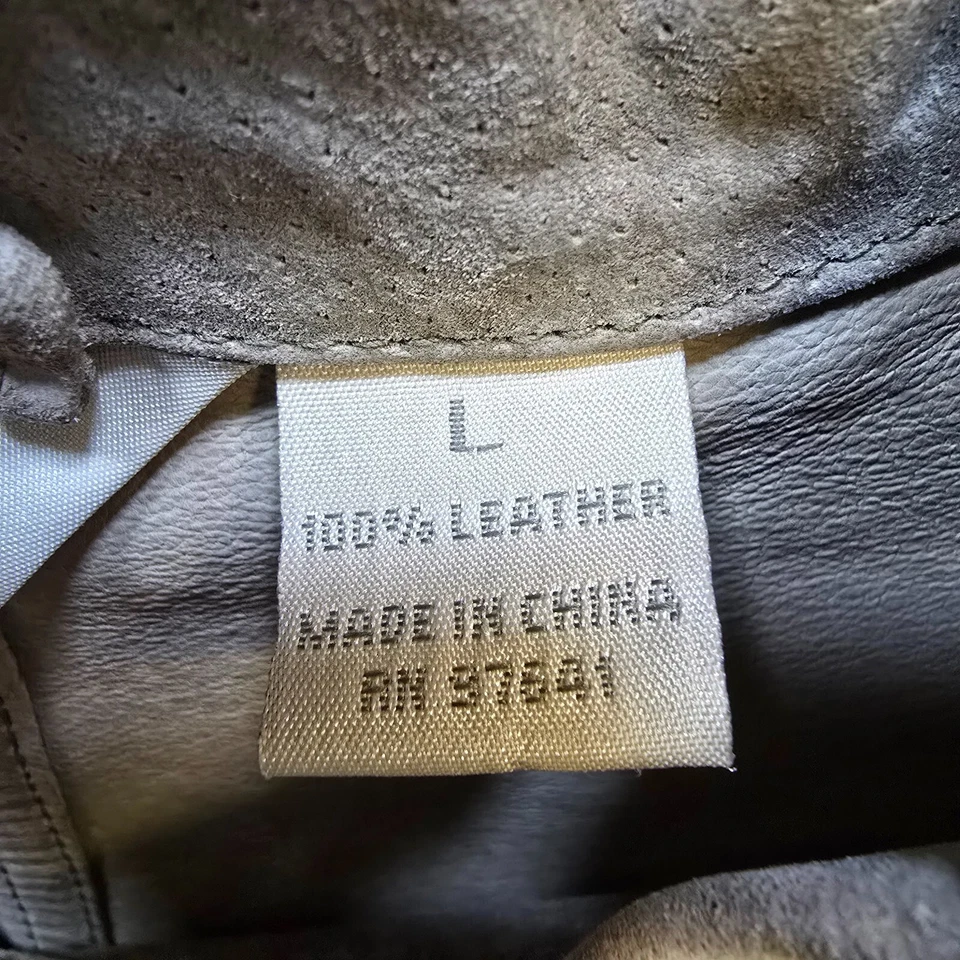 L
100% LEATHER
MADE IN CHINA
RN 37641